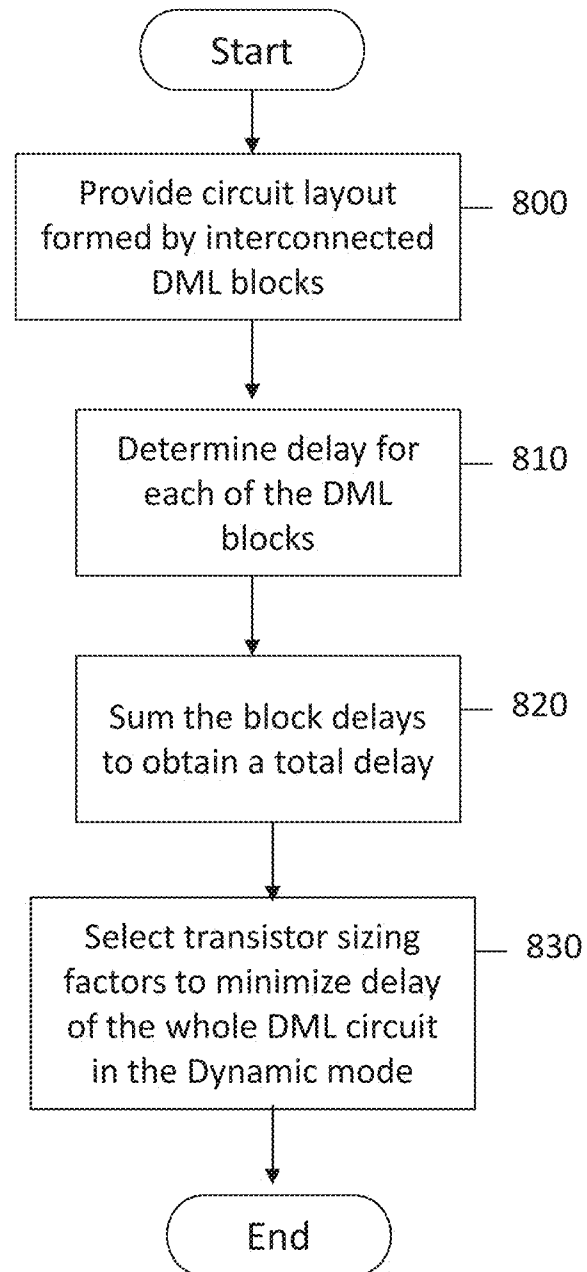 Start
Provide circuit layout
formed by interconnected
DML blocks
800
Determine delay for
each of the DML
blocks
810
Sum the block delays
to obtain a total delay
820
Select transistor sizing
factors to minimize delay
of the whole DML circuit
in the Dynamic mode
830
End